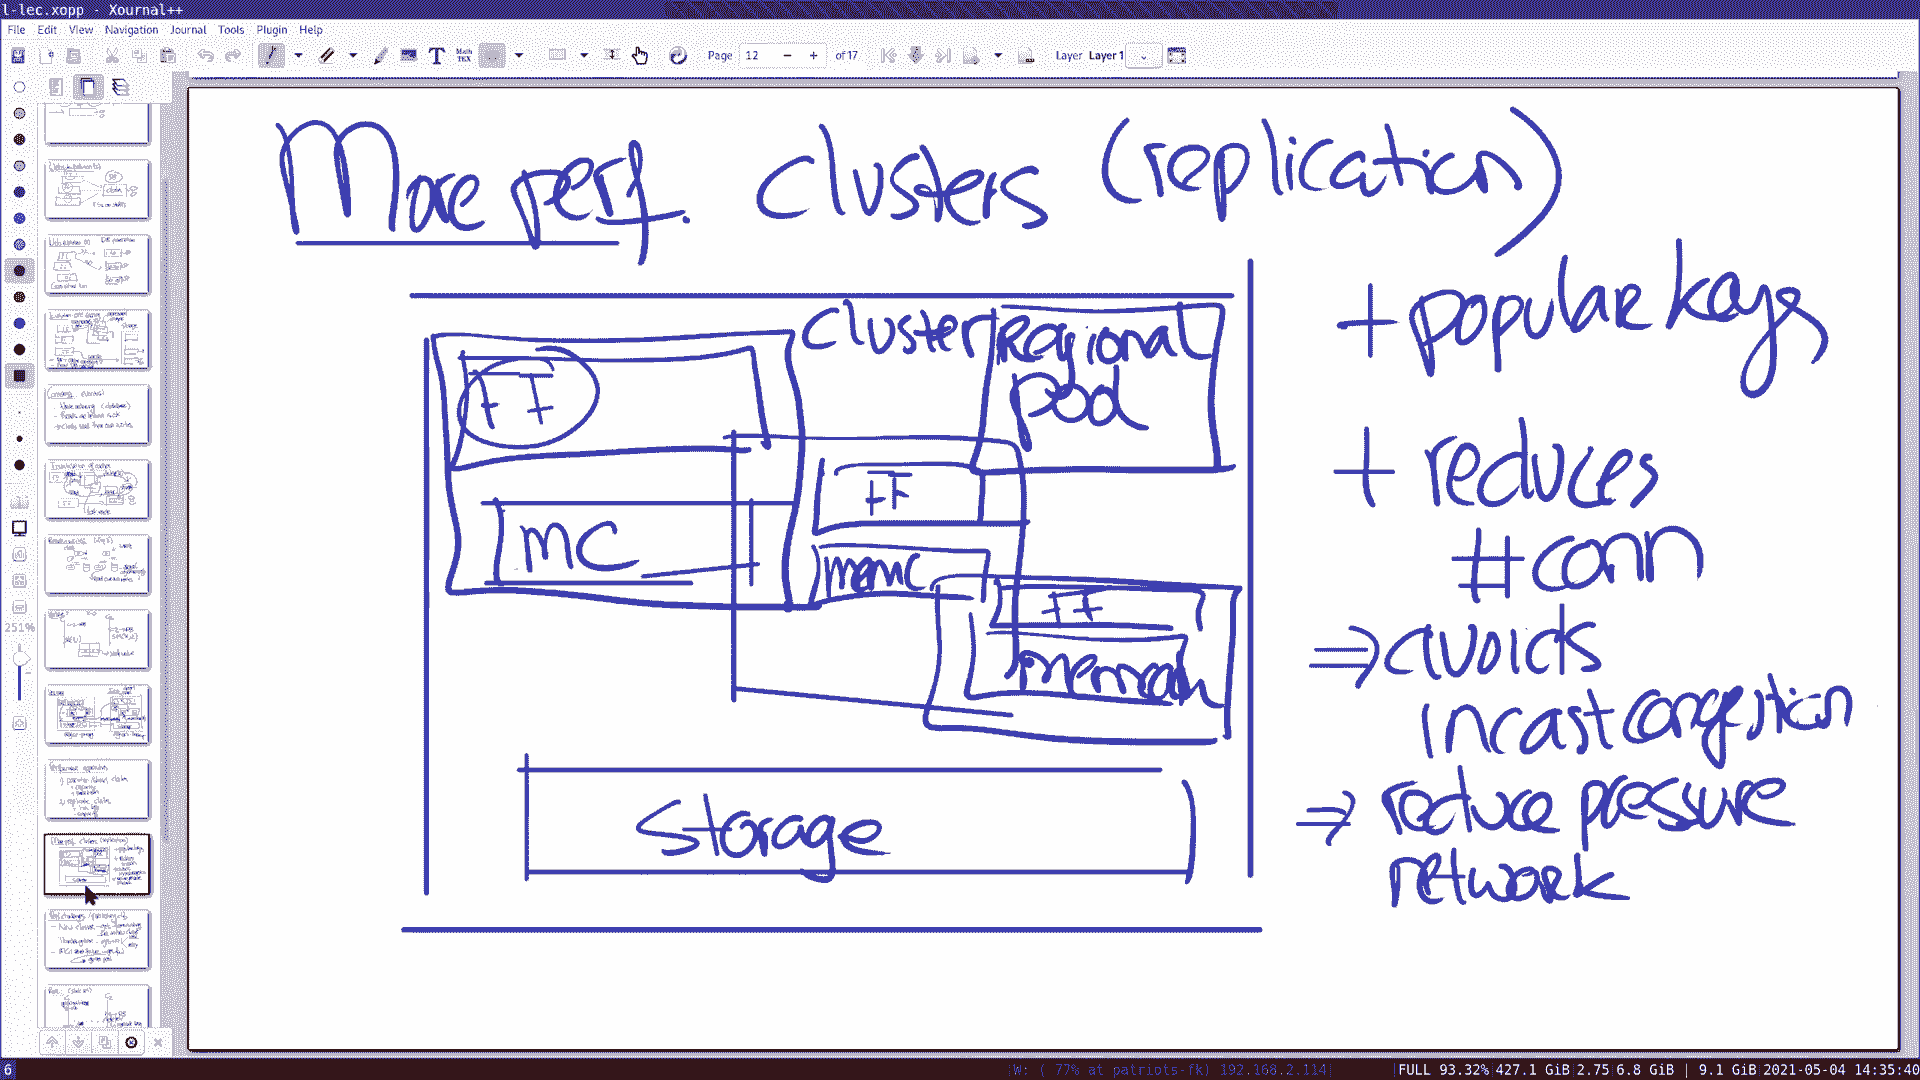 l-lec.xopp - Xournal++
File Edit View Navigation Journal Tools Plugin Help
Page 12 of 17 Layer Layer 1
251%
More perf. clusters (replication)
cluster
Regional
pod
FE
MC
FE
memc
FE
memcach
Storage
+ popular keys
+ reduces
#conn
⇒ avoids
incast congestion
⇒ reduce pressure
network
6
W: ( 77% at patriots-fk) 192.168.2.114| |FULL 93.32%|427.1 GiB|2.75|6.8 GiB | 9.1 GiB|2021-05-04 14:35:40